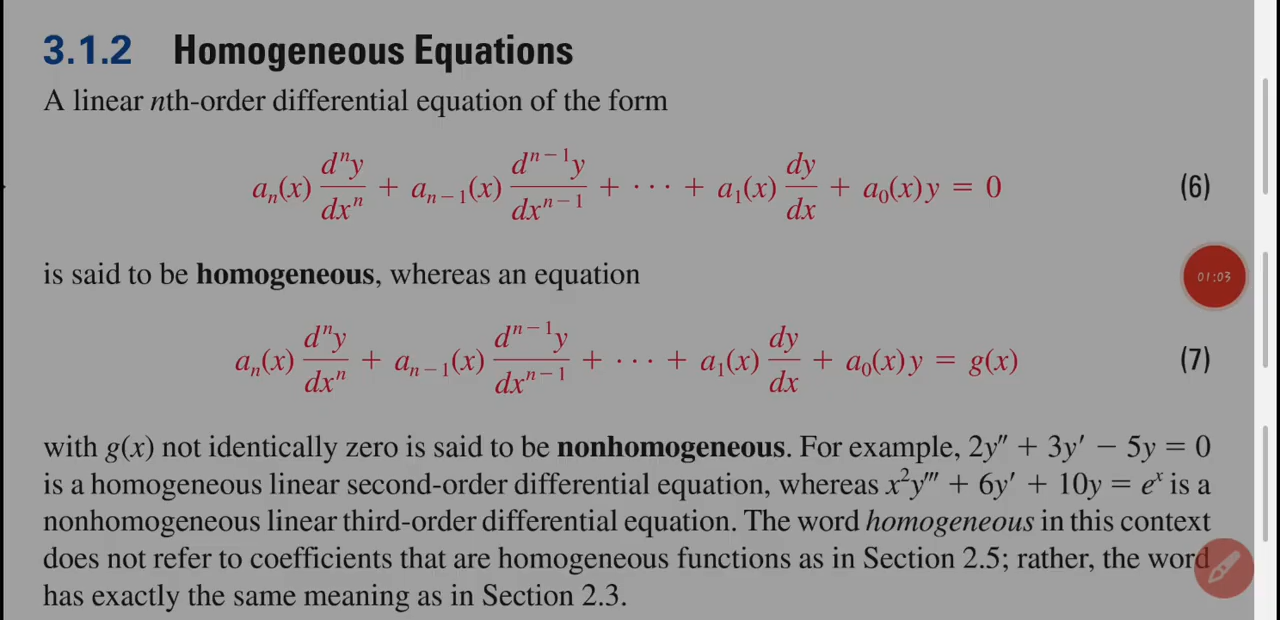 3.1.2 Homogeneous Equations
A linear nth-order differential equation of the form
aₙ(x) dⁿy/dxⁿ + aₙ₋₁(x) dⁿ⁻¹y/dxⁿ⁻¹ + · · · + a₁(x) dy/dx + a₀(x)y = 0 (6)
is said to be homogeneous, whereas an equation
01:03
aₙ(x) dⁿy/dxⁿ + aₙ₋₁(x) dⁿ⁻¹y/dxⁿ⁻¹ + · · · + a₁(x) dy/dx + a₀(x)y = g(x) (7)
with g(x) not identically zero is said to be nonhomogeneous. For example, 2y″ + 3y′ − 5y = 0
is a homogeneous linear second-order differential equation, whereas x²y‴ + 6y′ + 10y = eˣ is a
nonhomogeneous linear third-order differential equation. The word homogeneous in this context
does not refer to coefficients that are homogeneous functions as in Section 2.5; rather, the word
has exactly the same meaning as in Section 2.3.